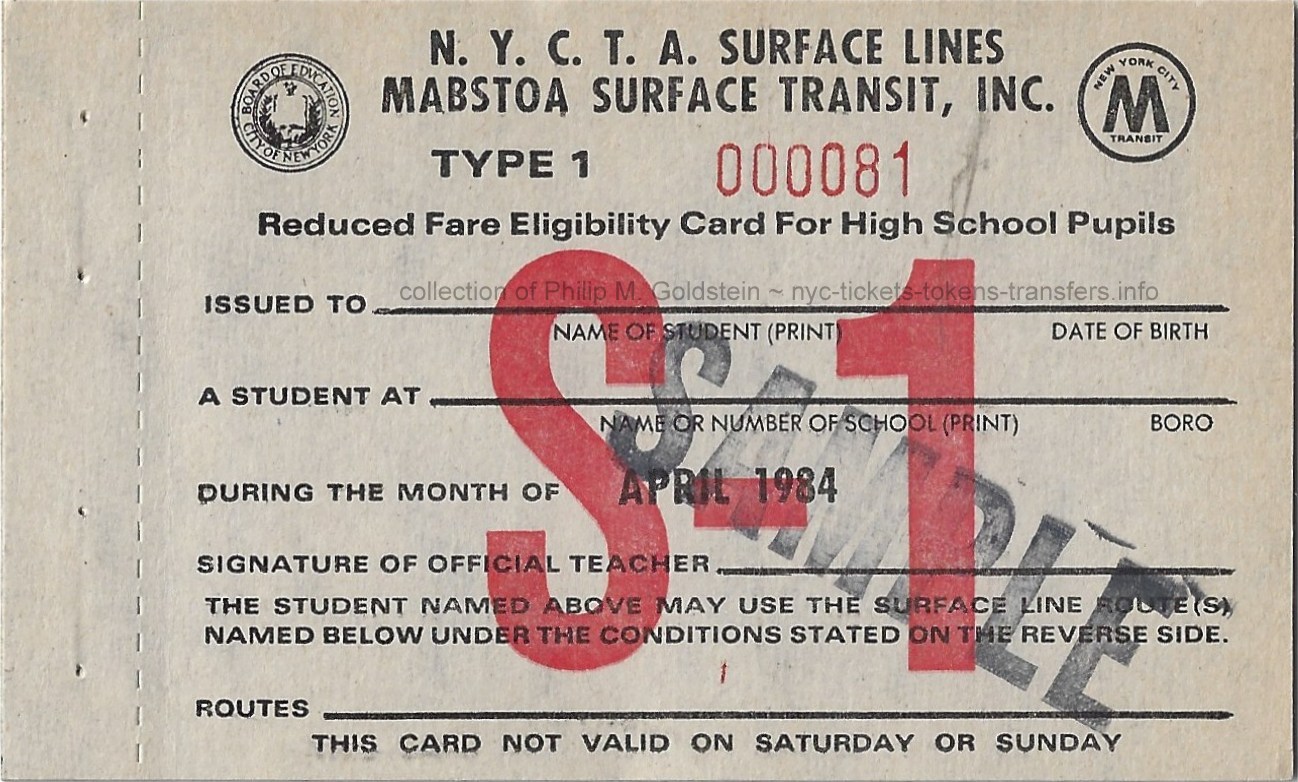 N. Y. C. T. A. SURFACE LINES
MABSTOA SURFACE TRANSIT, INC.
BOARD OF EDUCATION
CITY OF NEW YORK
NEW YORK CITY
M
TRANSIT
TYPE 1 000081
Reduced Fare Eligibility Card For High School Pupils
S-1
collection of Philip M. Goldstein ~ nyc-tickets-tokens-transfers.info
ISSUED TO
NAME OF STUDENT (PRINT) DATE OF BIRTH
A STUDENT AT
NAME OR NUMBER OF SCHOOL (PRINT) BORO
SAMPLE
DURING THE MONTH OF APRIL 1984
SIGNATURE OF OFFICIAL TEACHER
THE STUDENT NAMED ABOVE MAY USE THE SURFACE LINE ROUTE(S)
NAMED BELOW UNDER THE CONDITIONS STATED ON THE REVERSE SIDE.
1
ROUTES
THIS CARD NOT VALID ON SATURDAY OR SUNDAY